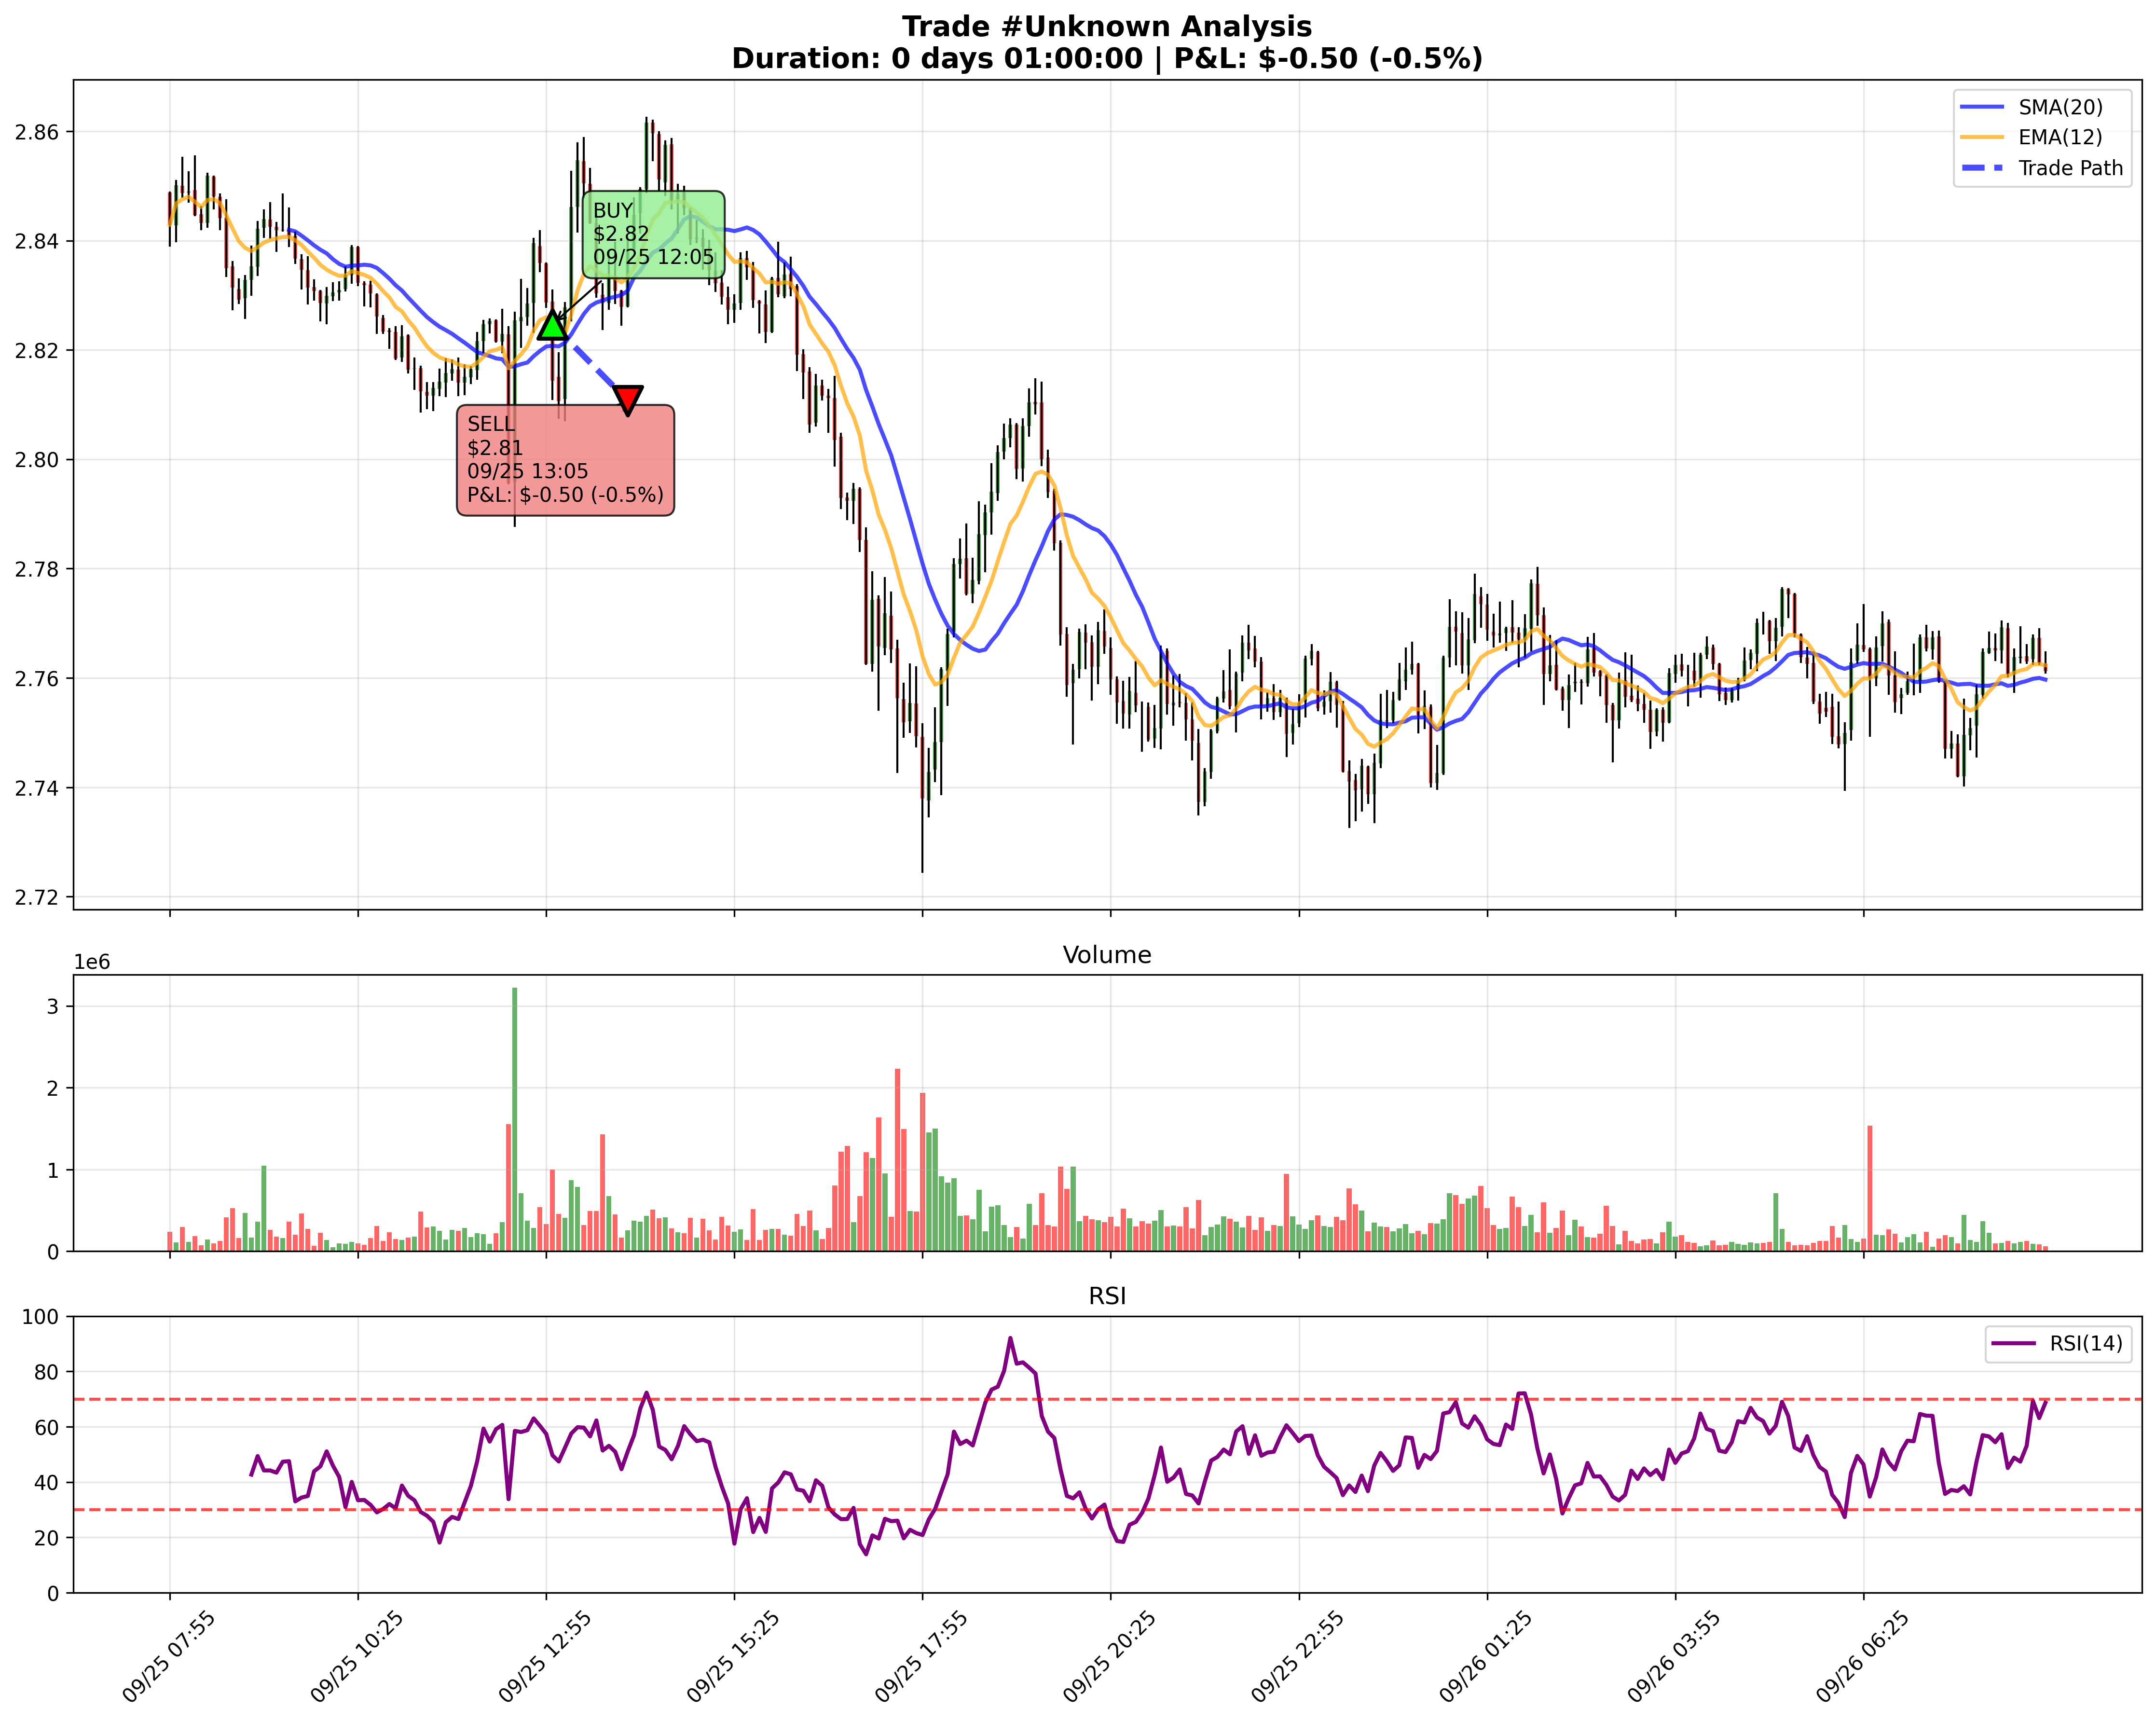 Trade #Unknown Analysis
Duration: 0 days 01:00:00 | P&L: $-0.50 (-0.5%)
SMA(20)
EMA(12)
Trade Path
2.86
2.84
2.82
2.80
2.78
2.76
2.74
2.72
BUY
$2.82
09/25 12:05
SELL
$2.81
09/25 13:05
P&L: $-0.50 (-0.5%)
Volume
1e6
3
2
1
0
RSI
RSI(14)
100
80
60
40
20
0
09/25 07:55
09/25 10:25
09/25 12:55
09/25 15:25
09/25 17:55
09/25 20:25
09/25 22:55
09/26 01:25
09/26 03:55
09/26 06:25